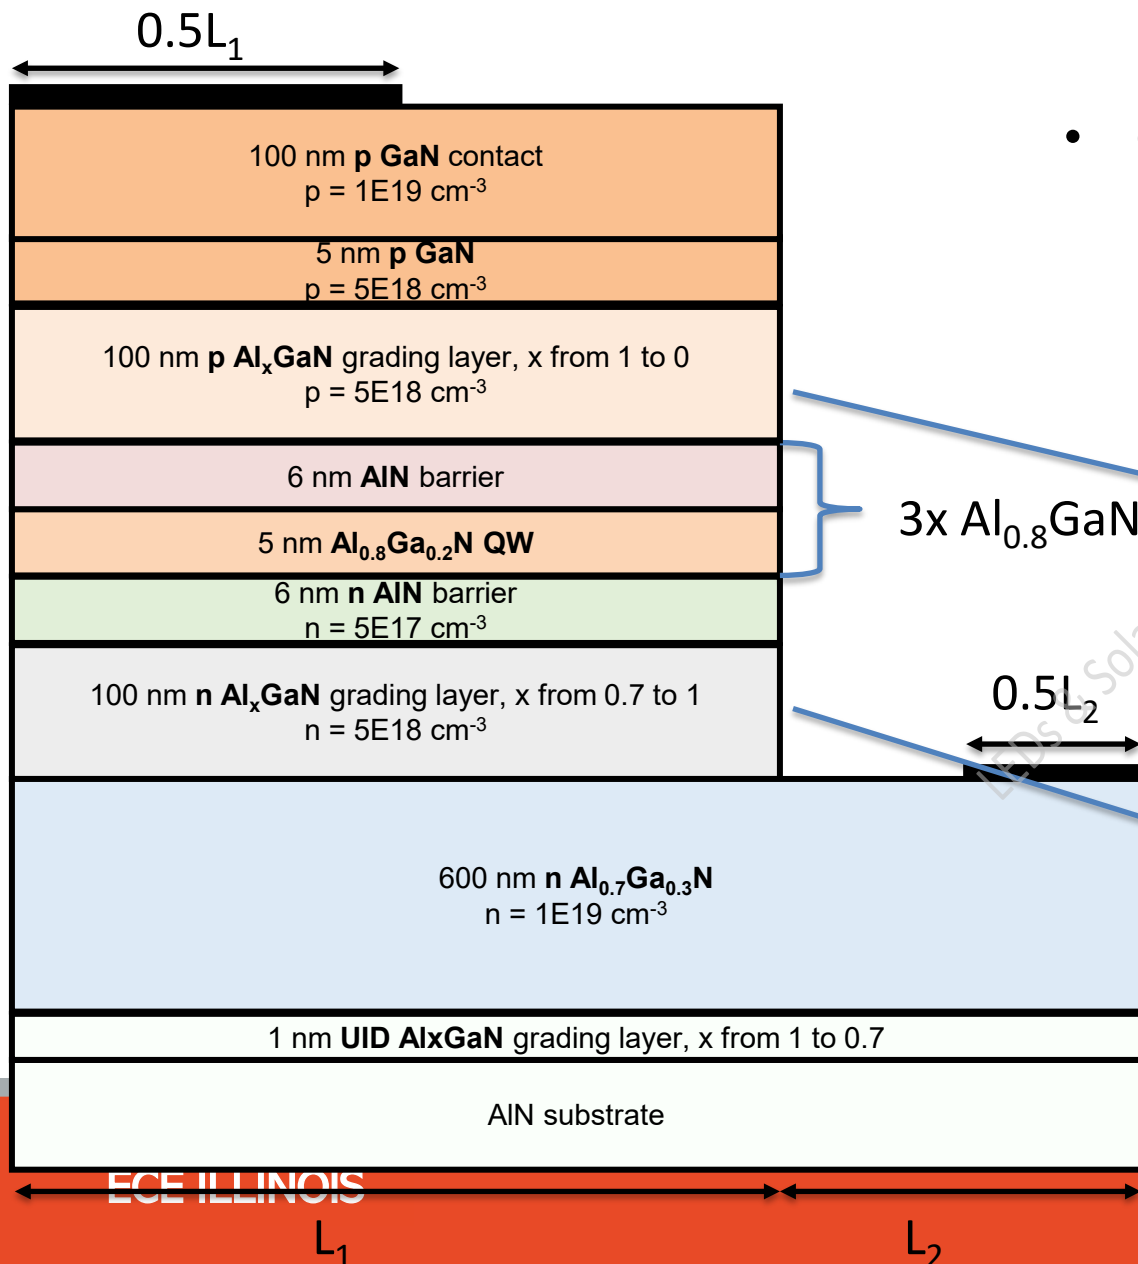 0.5L₁
100 nm p GaN contact
p = 1E19 cm⁻³
5 nm p GaN
p = 5E18 cm⁻³
100 nm p AlₓGaN grading layer, x from 1 to 0
p = 5E18 cm⁻³
6 nm AlN barrier
3x Al₀.₈GaN
5 nm Al₀.₈Ga₀.₂N QW
6 nm n AlN barrier
n = 5E17 cm⁻³
100 nm n AlₓGaN grading layer, x from 0.7 to 1
n = 5E18 cm⁻³
0.5L₂
LEDs & Sola
600 nm n Al₀.₇Ga₀.₃N
n = 1E19 cm⁻³
1 nm UID AlxGaN grading layer, x from 1 to 0.7
AlN substrate
ECE ILLINOIS
L₁
L₂